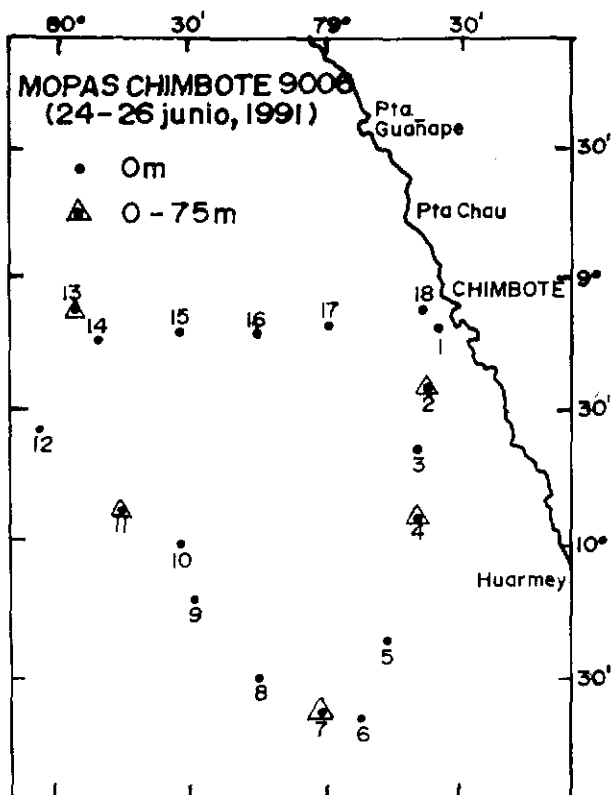 80° 30' 79° 30'
MOPAS CHIMBOTE 9006
(24-26 junio, 1991)
Pta
Guañape
30'
0m
0-75m
Pta Chau
9°
13
14
15
16
17
18
CHIMBOTE
1
2
30'
12
3
11
4
10
10°
Huarmey
9
5
8
30'
7
6